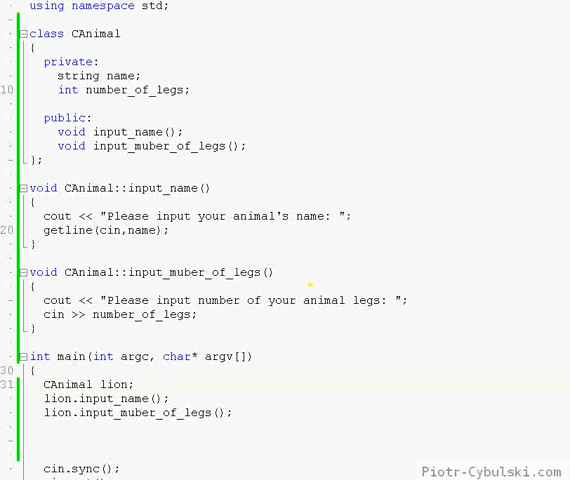 using namespace std;
class CAnimal
{
private:
string name;
10 int number_of_legs;
public:
void input_name();
void input_muber_of_legs();
};
void CAnimal::input_name()
{
cout << "Please input your animal's name: ";
20 getline(cin,name);
}
void CAnimal::input_muber_of_legs()
{
cout << "Please input number of your animal legs: ";
cin >> number_of_legs;
}
int main(int argc, char* argv[])
30 {
31 CAnimal lion;
lion.input_name();
lion.input_muber_of_legs();
cin.sync();
Piotr-Cybulski.com